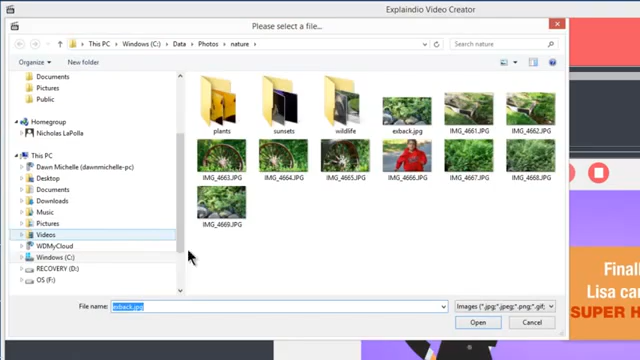 Explaindio Video Creator
Please select a file...
This PC › Windows (C:) › Data › Photos › nature ›
Search nature
Organize
New folder
Documents
Pictures
Public
Homegroup
Nicholas LaPolla
This PC
Dawn Michelle (dawnmichelle-pc)
Desktop
Documents
Downloads
Music
Pictures
Videos
WDMyCloud
Windows (C:)
RECOVERY (D:)
OS (F:)
plants
sunsets
wildlife
exback.jpg
IMG_4661.JPG
IMG_4662.JPG
IMG_4663.JPG
IMG_4664.JPG
IMG_4665.JPG
IMG_4666.JPG
IMG_4667.JPG
IMG_4668.JPG
IMG_4669.JPG
File name:
exback.jpg
Images (*.jpg;*.jpeg;*.png;*.gif;
Open
Cancel
Finall
Lisa car
SUPER H